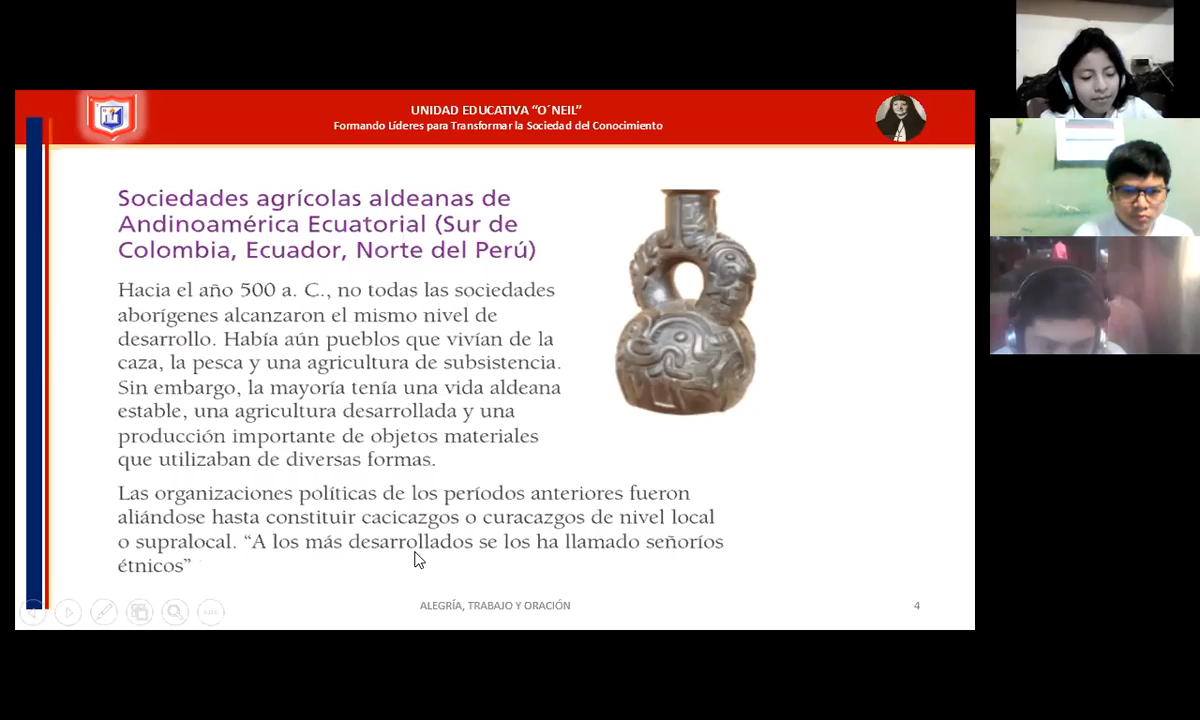 UNIDAD EDUCATIVA “O´NEIL”
Formando Líderes para Transformar la Sociedad del Conocimiento
Sociedades agrícolas aldeanas de
Andinoamérica Ecuatorial (Sur de
Colombia, Ecuador, Norte del Perú)
Hacia el año 500 a. C., no todas las sociedades
aborígenes alcanzaron el mismo nivel de
desarrollo. Había aún pueblos que vivían de la
caza, la pesca y una agricultura de subsistencia.
Sin embargo, la mayoría tenía una vida aldeana
estable, una agricultura desarrollada y una
producción importante de objetos materiales
que utilizaban de diversas formas.
Las organizaciones políticas de los períodos anteriores fueron
aliándose hasta constituir cacicazgos o curacazgos de nivel local
o supralocal. “A los más desarrollados se los ha llamado señoríos
étnicos”
ALEGRÍA, TRABAJO Y ORACIÓN
4